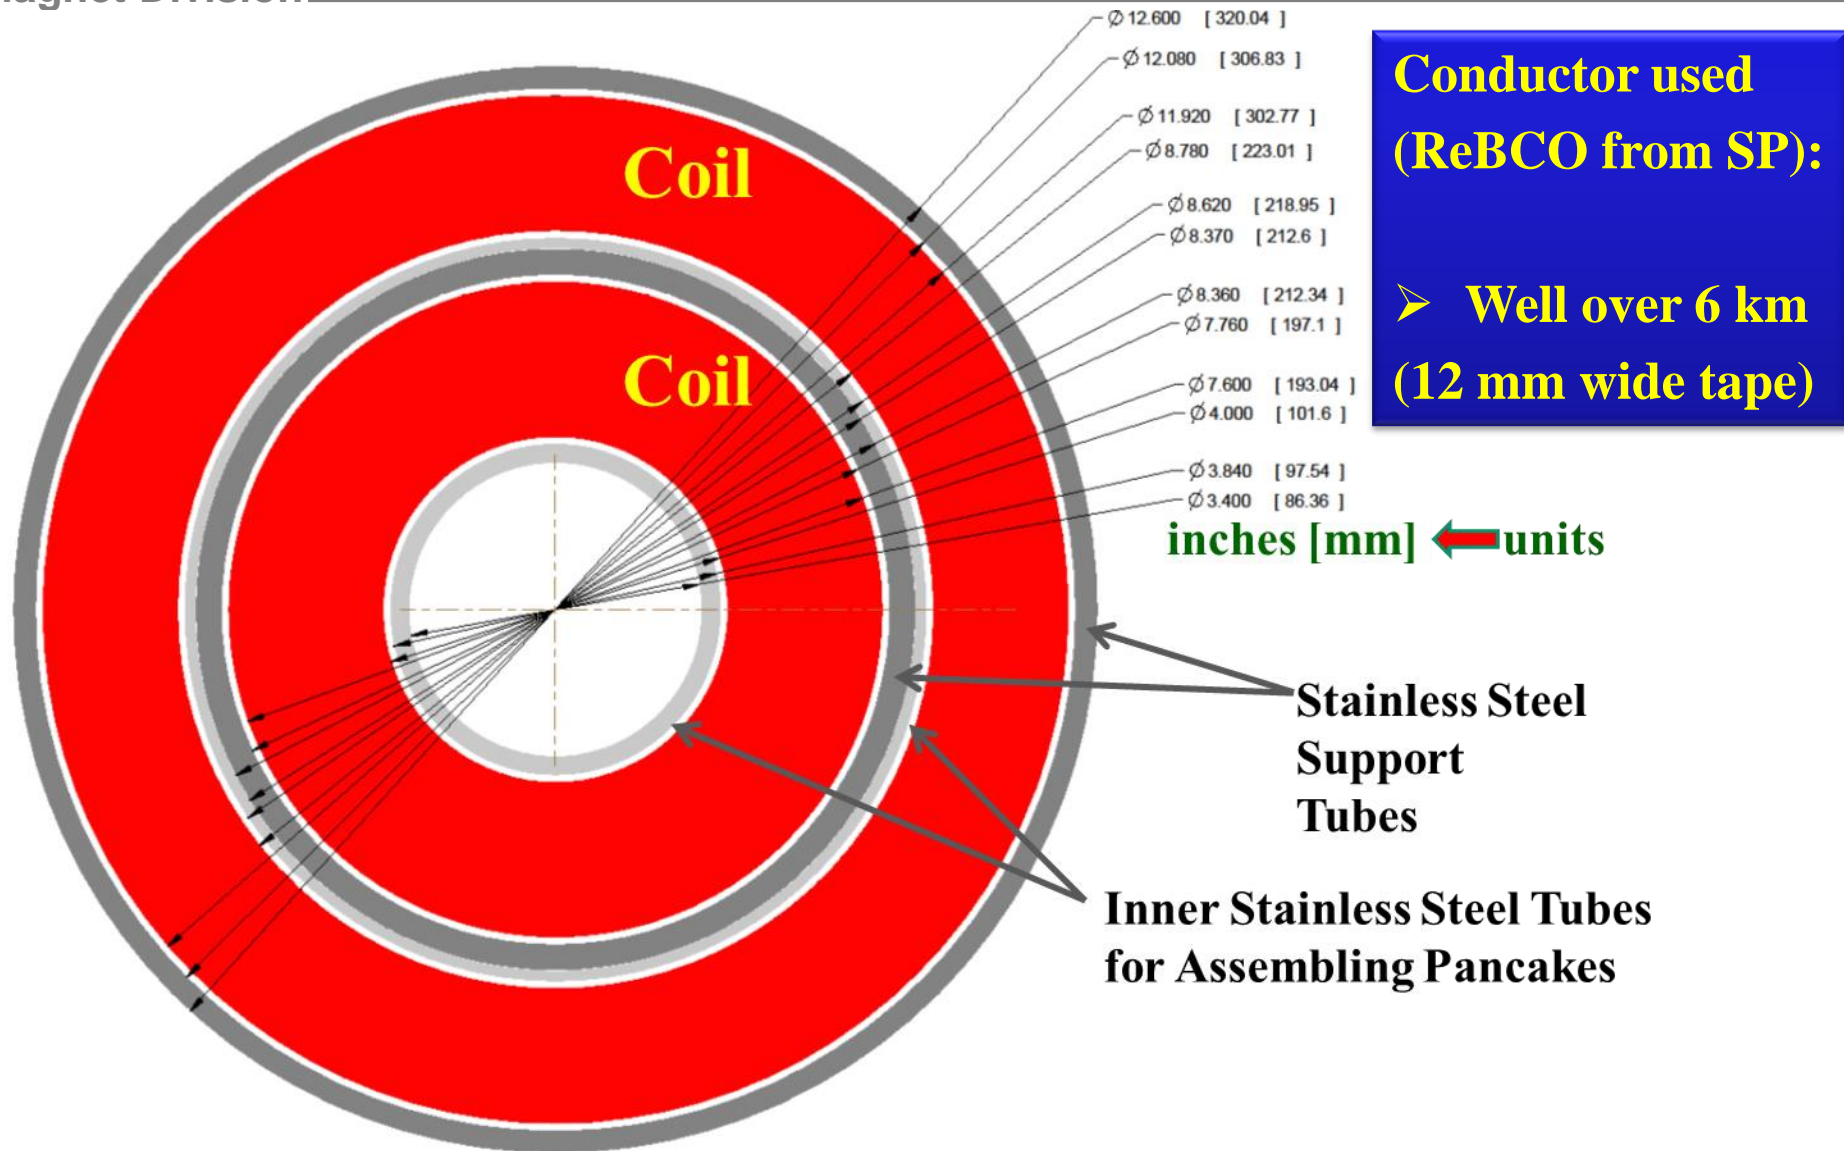 Magnet Division
Ø 12.600 [ 320.04 ]
Ø 12.080 [ 306.83 ]
Ø 11.920 [ 302.77 ]
Ø 8.780 [ 223.01 ]
Ø 8.620 [ 218.95 ]
Ø 8.370 [ 212.6 ]
Ø 8.360 [ 212.34 ]
Ø 7.760 [ 197.1 ]
Ø 7.600 [ 193.04 ]
Ø 4.000 [ 101.6 ]
Ø 3.840 [ 97.54 ]
Ø 3.400 [ 86.36 ]
inches [mm] units
Conductor used
(ReBCO from SP):
➢ Well over 6 km
(12 mm wide tape)
Coil
Coil
Stainless Steel
Support
Tubes
Inner Stainless Steel Tubes
for Assembling Pancakes